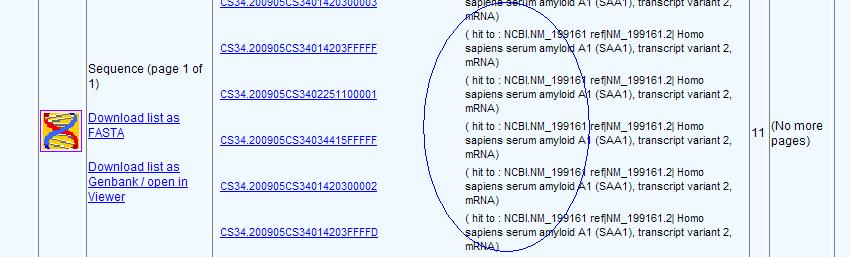 CS34.200905CS3401420300003
sapiens serum amyloid A1 (SAA1), transcript variant 2,
mRNA)
Sequence (page 1 of
1)
Download list as
FASTA
Download list as
Genbank / open in
Viewer
CS34.200905CS34014203FFFFF
( hit to : NCBI.NM_199161 ref|NM_199161.2| Homo
sapiens serum amyloid A1 (SAA1), transcript variant 2,
mRNA)
CS34.200905CS3402251100001
( hit to : NCBI.NM_199161 ref|NM_199161.2| Homo
sapiens serum amyloid A1 (SAA1), transcript variant 2,
mRNA)
CS34.200905CS34034415FFFFF
( hit to : NCBI.NM_199161 ref|NM_199161.2| Homo
sapiens serum amyloid A1 (SAA1), transcript variant 2,
mRNA)
CS34.200905CS3401420300002
( hit to : NCBI.NM_199161 ref|NM_199161.2| Homo
sapiens serum amyloid A1 (SAA1), transcript variant 2,
mRNA)
CS34.200905CS34014203FFFFD
( hit to : NCBI.NM_199161 ref|NM_199161.2| Homo
sapiens serum amyloid A1 (SAA1), transcript variant 2,
mRNA)
11
(No more
pages)